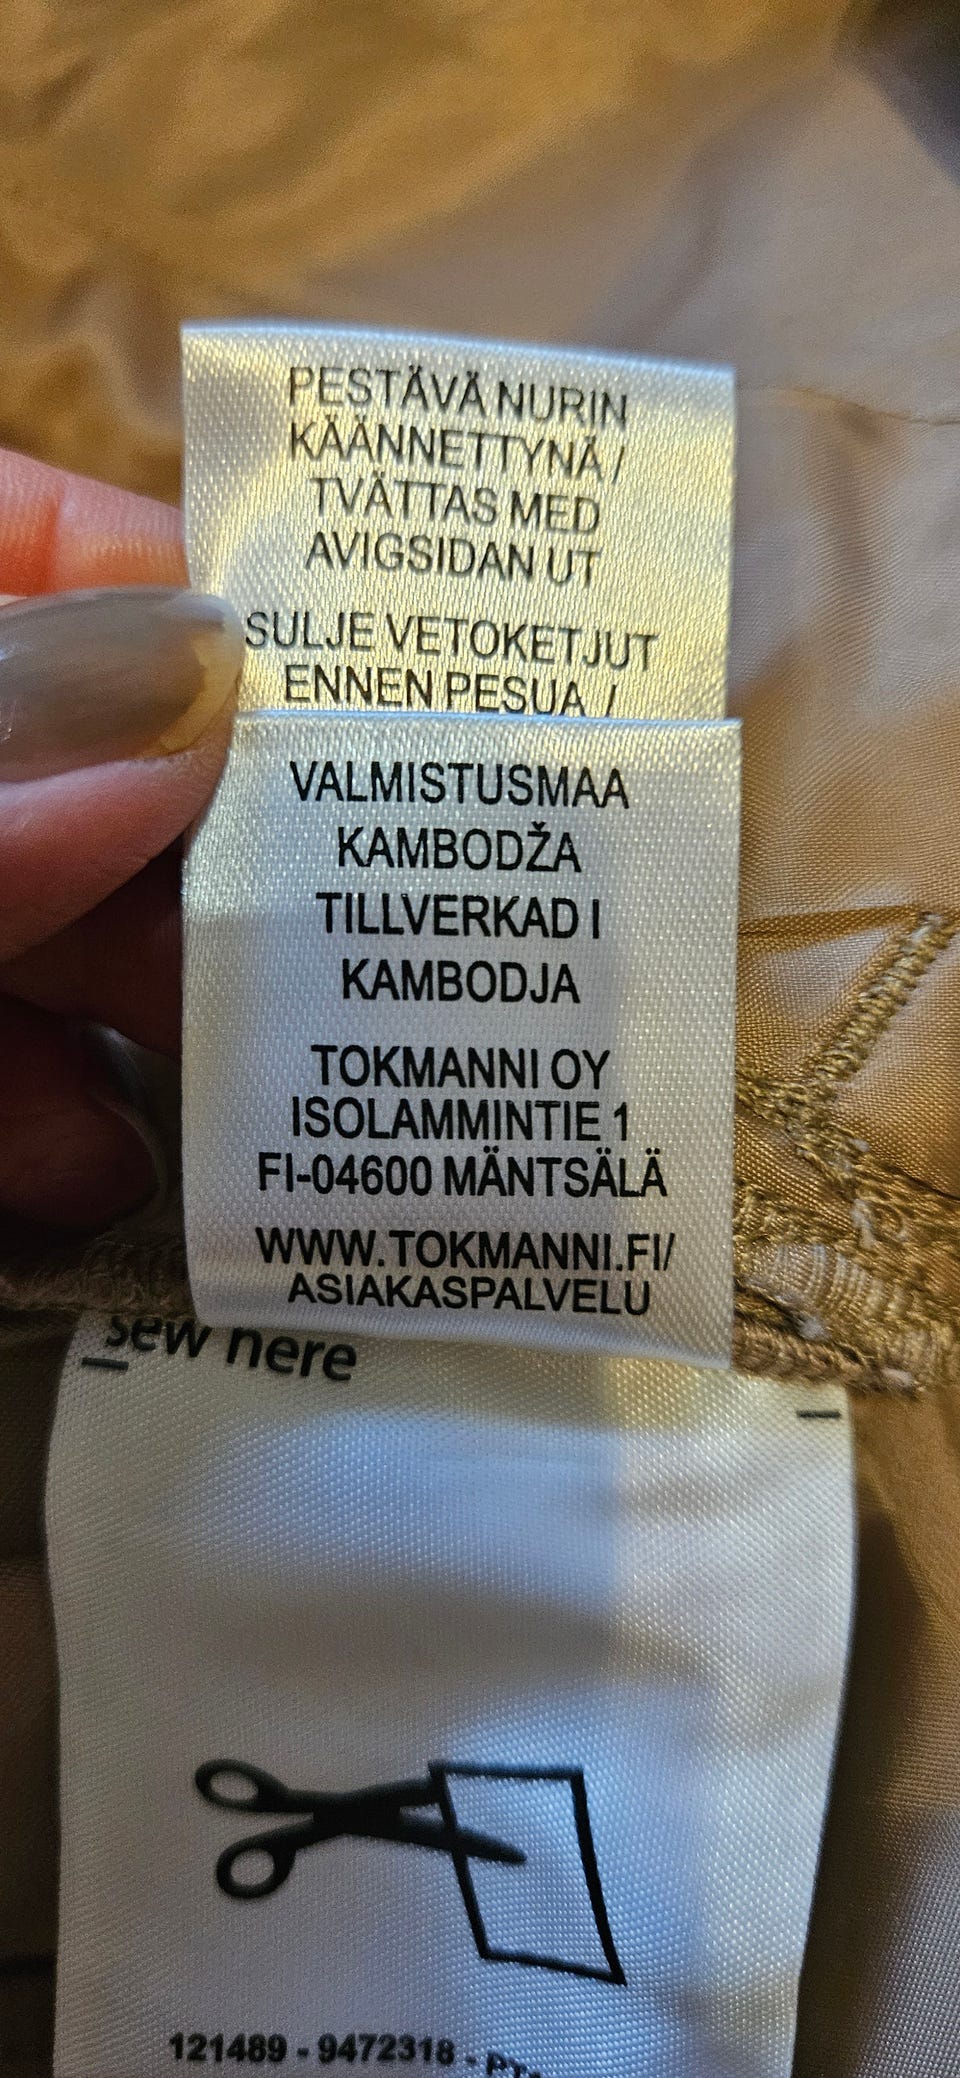 PESTÄVÄ NURIN
KÄÄNNETTYNÄ /
TVÄTTAS MED
AVIGSIDAN UT
SULJE VETOKETJUT
ENNEN PESUA /
VALMISTUSMAA
KAMBODŽA
TILLVERKAD I
KAMBODJA
TOKMANNI OY
ISOLAMMINTIE 1
FI-04600 MÄNTSÄLÄ
WWW.TOKMANNI.FI/
ASIAKASPALVELU
sew here
121489 - 9472318 -